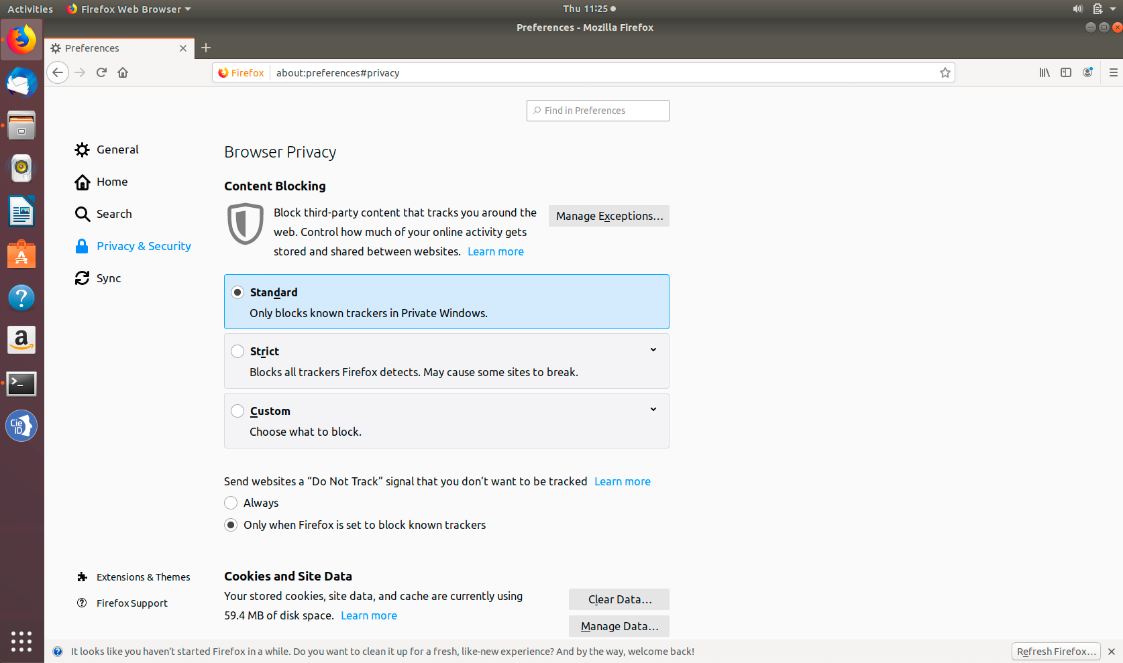 Activities Firefox Web Browser Thu 11:25
Preferences - Mozilla Firefox
Preferences
Firefox about:preferences#privacy
Find in Preferences
General
Home
Search
Privacy & Security
Sync
Browser Privacy
Content Blocking
Block third-party content that tracks you around the
web. Control how much of your online activity gets
stored and shared between websites. Learn more
Manage Exceptions...
Standard
Only blocks known trackers in Private Windows.
Strict
Blocks all trackers Firefox detects. May cause some sites to break.
Custom
Choose what to block.
Send websites a “Do Not Track” signal that you don’t want to be tracked Learn more
Always
Only when Firefox is set to block known trackers
Extensions & Themes
Firefox Support
Cookies and Site Data
Your stored cookies, site data, and cache are currently using
59.4 MB of disk space. Learn more
Clear Data...
Manage Data...
It looks like you haven’t started Firefox in a while. Do you want to clean it up for a fresh, like-new experience? And by the way, welcome back!
Refresh Firefox...
a
CIe
ID